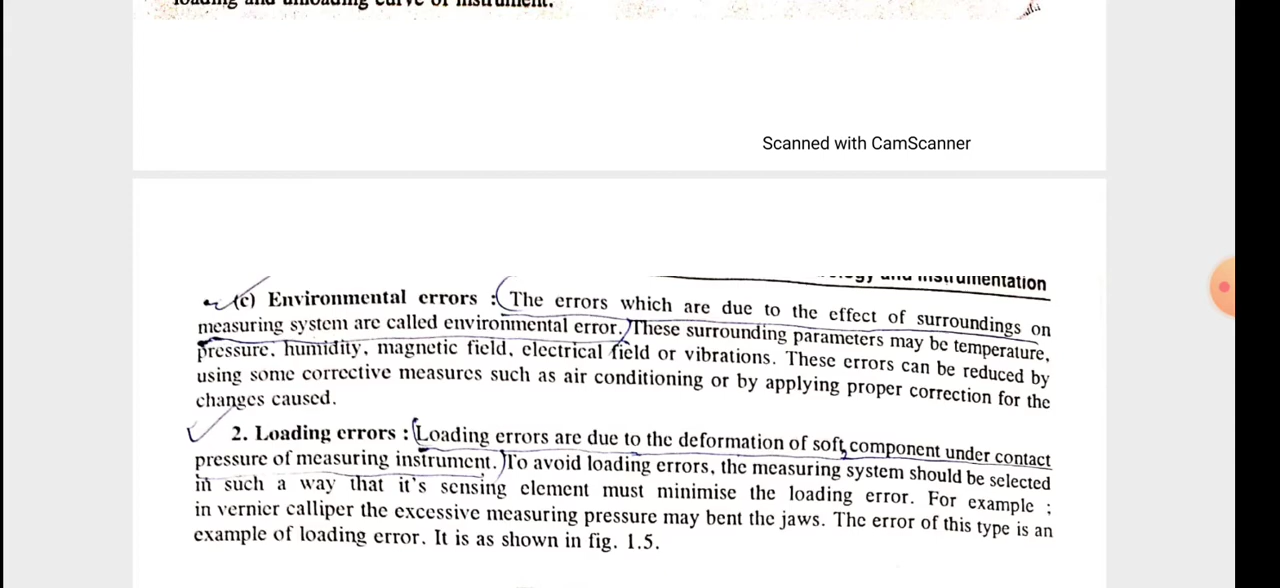 loading and unloading curve of instrument.
Scanned with CamScanner
and Instrumentation
(c) Environmental errors : The errors which are due to the effect of surroundings on
measuring system are called environmental error. These surrounding parameters may be temperature,
pressure, humidity, magnetic field, electrical field or vibrations. These errors can be reduced by
using some corrective measures such as air conditioning or by applying proper correction for the
changes caused.
2. Loading errors : Loading errors are due to the deformation of soft component under contact
pressure of measuring instrument. To avoid loading errors, the measuring system should be selected
in such a way that it's sensing element must minimise the loading error. For example ;
in vernier calliper the excessive measuring pressure may bent the jaws. The error of this type is an
example of loading error. It is as shown in fig. 1.5.